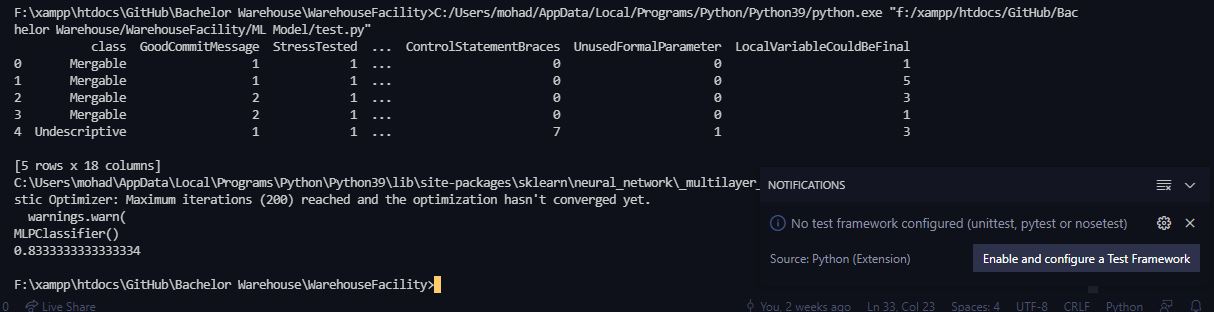 F:\xampp\htdocs\GitHub\Bachelor Warehouse\WarehouseFacility>C:/Users/mohad/AppData/Local/Programs/Python/Python39/python.exe "f:/xampp/htdocs/GitHub/Bac
helor Warehouse/WarehouseFacility/ML Model/test.py"
class GoodCommitMessage StressTested ... ControlStatementBraces UnusedFormalParameter LocalVariableCouldBeFinal
0 Mergable 1 1 ... 0 0 1
1 Mergable 1 1 ... 0 0 5
2 Mergable 2 1 ... 0 0 3
3 Mergable 2 1 ... 0 0 1
4 Undescriptive 1 1 ... 7 1 3
[5 rows x 18 columns]
C:\Users\mohad\AppData\Local\Programs\Python\Python39\lib\site-packages\sklearn\neural_network\_multilayer_
stic Optimizer: Maximum iterations (200) reached and the optimization hasn't converged yet.
warnings.warn(
MLPClassifier()
0.8333333333333334
F:\xampp\htdocs\GitHub\Bachelor Warehouse\WarehouseFacility>
NOTIFICATIONS
No test framework configured (unittest, pytest or nosetest)
Source: Python (Extension)
Enable and configure a Test Framework
0 Live Share You, 2 weeks ago Ln 33, Col 23 Spaces: 4 UTF-8 CRLF Python